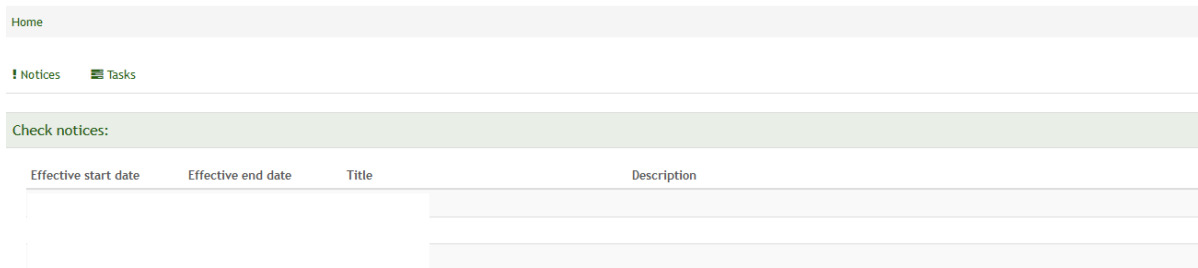 Home
Notices Tasks
Check notices:
Effective start date Effective end date Title Description